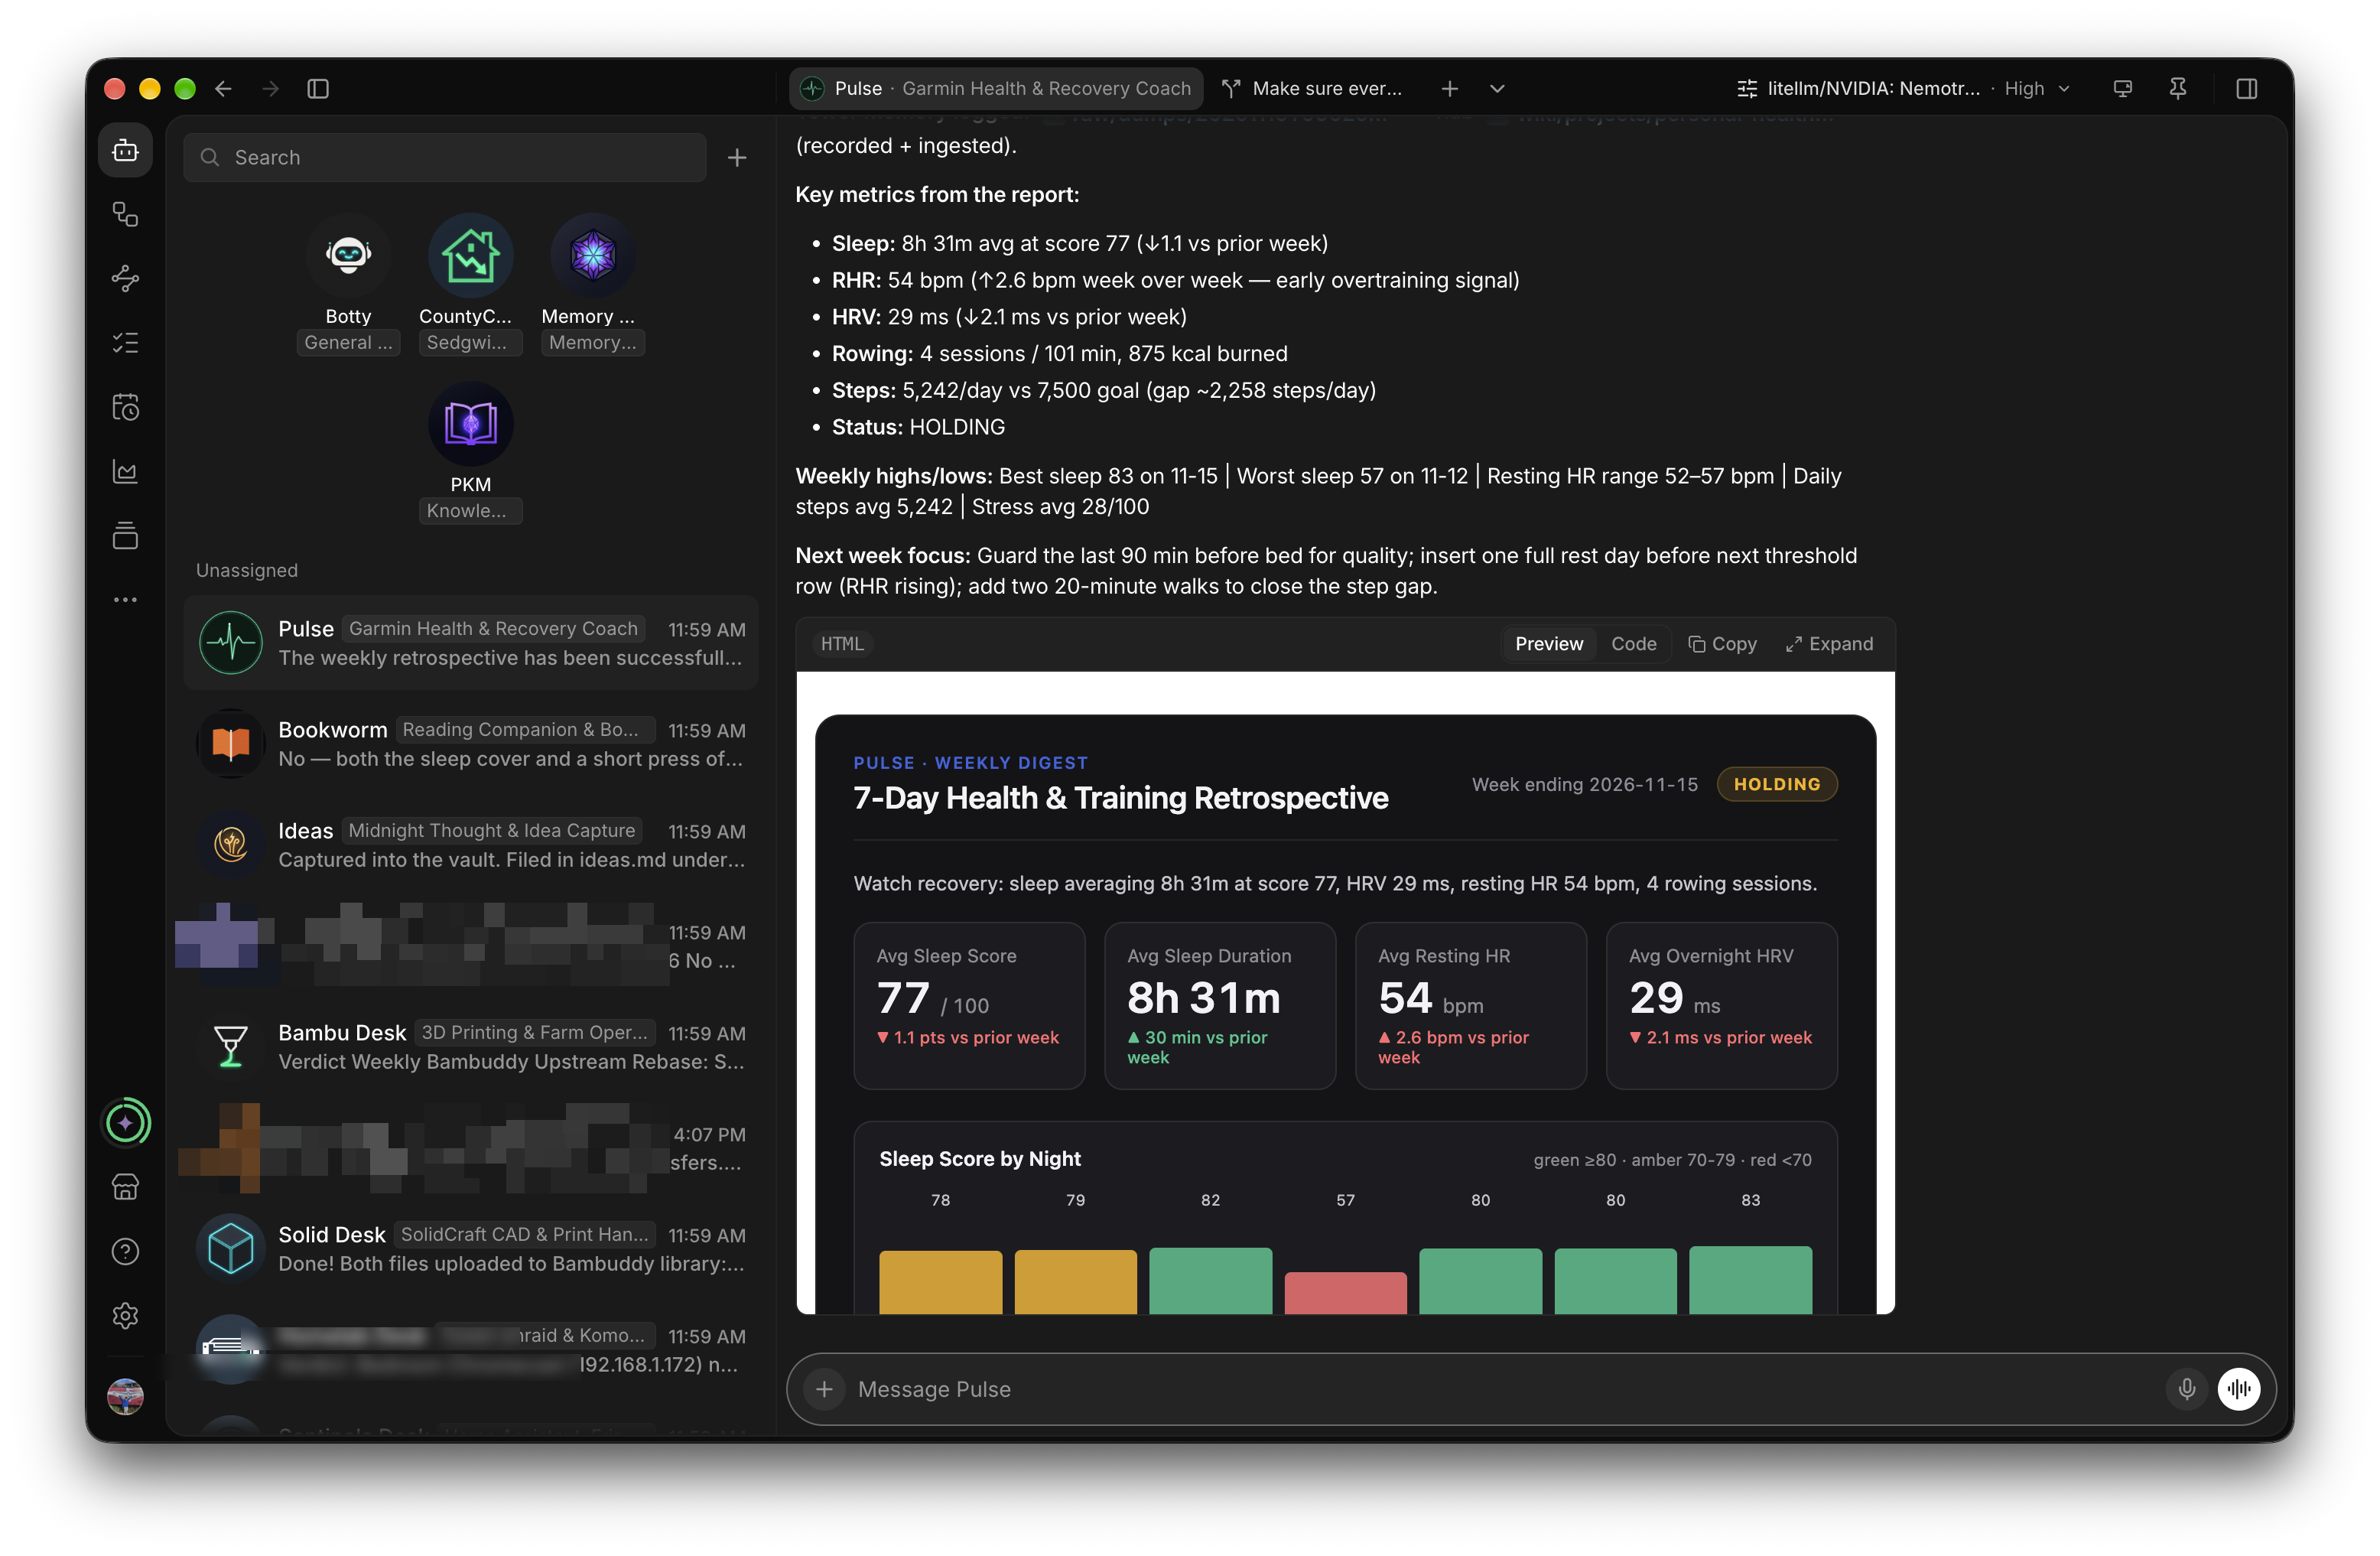 Pulse · Garmin Health & Recovery Coach
Make sure ever...
litellm/NVIDIA: Nemotr... · High
Search
Botty
General ...
CountyC...
Sedgwi...
Memory ...
Memory...
PKM
Knowle...
Unassigned
Pulse Garmin Health & Recovery Coach 11:59 AM
The weekly retrospective has been successfull...
Bookworm Reading Companion & Bo... 11:59 AM
No — both the sleep cover and a short press of...
Ideas Midnight Thought & Idea Capture 11:59 AM
Captured into the vault. Filed in ideas.md under...
11:59 AM
6 No ...
Bambu Desk 3D Printing & Farm Oper... 11:59 AM
Verdict Weekly Bambuddy Upstream Rebase: S...
4:07 PM
sfers....
Solid Desk SolidCraft CAD & Print Han... 11:59 AM
Done! Both files uploaded to Bambuddy library:...
nraid & Komo... 11:59 AM
192.168.1.172) n...
(recorded + ingested).
Key metrics from the report:
• Sleep: 8h 31m avg at score 77 (↓1.1 vs prior week)
• RHR: 54 bpm (↑2.6 bpm week over week — early overtraining signal)
• HRV: 29 ms (↓2.1 ms vs prior week)
• Rowing: 4 sessions / 101 min, 875 kcal burned
• Steps: 5,242/day vs 7,500 goal (gap ~2,258 steps/day)
• Status: HOLDING
Weekly highs/lows: Best sleep 83 on 11-15 | Worst sleep 57 on 11-12 | Resting HR range 52–57 bpm | Daily
steps avg 5,242 | Stress avg 28/100
Next week focus: Guard the last 90 min before bed for quality; insert one full rest day before next threshold
row (RHR rising); add two 20-minute walks to close the step gap.
HTML
Preview Code Copy Expand
PULSE · WEEKLY DIGEST
7-Day Health & Training Retrospective
Week ending 2026-11-15 HOLDING
Watch recovery: sleep averaging 8h 31m at score 77, HRV 29 ms, resting HR 54 bpm, 4 rowing sessions.
Avg Sleep Score
77 / 100
▼ 1.1 pts vs prior week
Avg Sleep Duration
8h 31m
▲ 30 min vs prior
week
Avg Resting HR
54 bpm
▲ 2.6 bpm vs prior
week
Avg Overnight HRV
29 ms
▼ 2.1 ms vs prior week
Sleep Score by Night
green ≥80 · amber 70-79 · red <70
78 79 82 57 80 80 83
Message Pulse